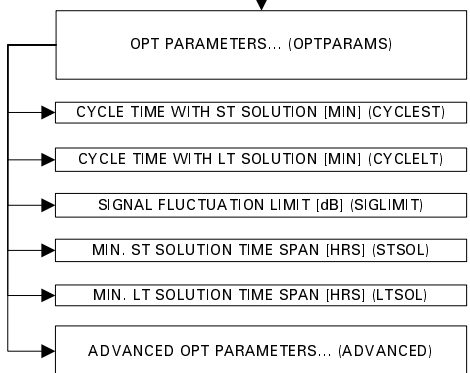 OPT PARAMETERS... (OPTPARAMS)
CYCLE TIME WITH ST SOLUTION [MIN] (CYCLEST)
CYCLE TIME WITH LT SOLUTION [MIN] (CYCLELT)
SIGNAL FLUCTUATION LIMIT [dB] (SIGLIMIT)
MIN. ST SOLUTION TIME SPAN [HRS] (STSOL)
MIN. LT SOLUTION TIME SPAN [HRS] (LTSOL)
ADVANCED OPT PARAMETERS... (ADVANCED)